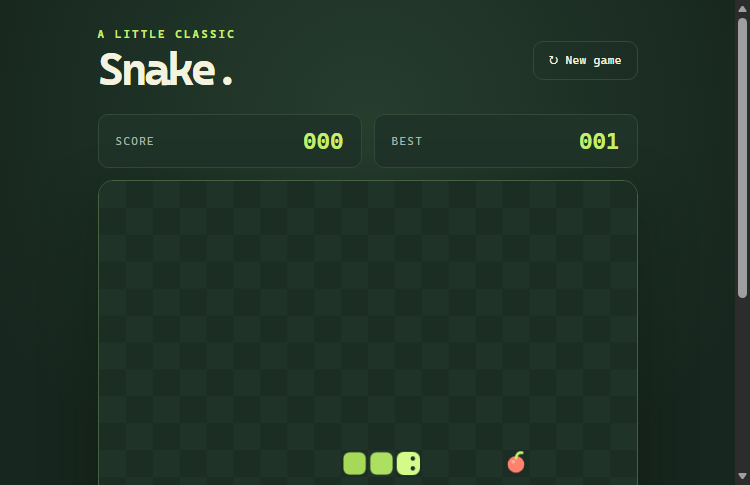 A LITTLE CLASSIC
Snake.
↻ New game
SCORE 000
BEST 001